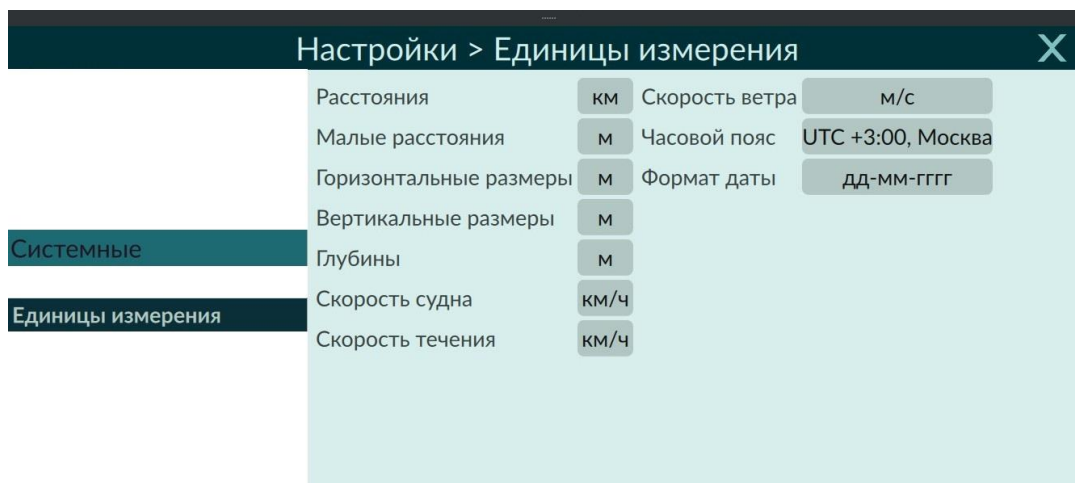 Настройки > Единицы измерения X
Системные
Единицы измерения
Расстояния км
Малые расстояния м
Горизонтальные размеры м
Вертикальные размеры м
Глубины м
Скорость судна км/ч
Скорость течения км/ч
Скорость ветра м/с
Часовой пояс UTC +3:00, Москва
Формат даты дд-мм-гггг